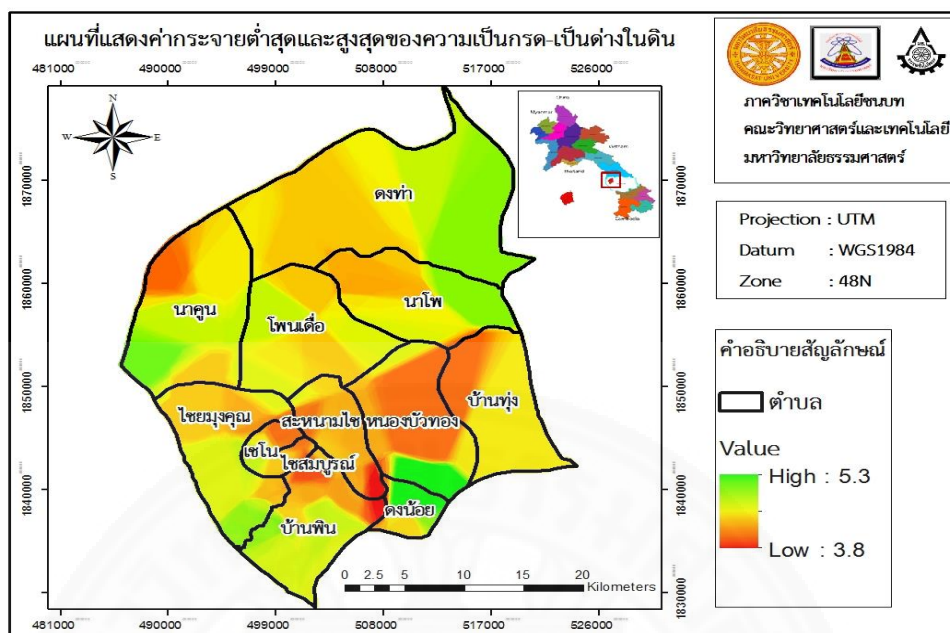 แผนที่แสดงค่ากระจายต่ำสุดและสูงสุดของความเป็นกรด-เป็นด่างในดิน
481000 490000 499000 508000 517000 526000
N
W E
S
ภาควิชาเทคโนโลยีชนบท
คณะวิทยาศาสตร์และเทคโนโลยี
มหาวิทยาลัยธรรมศาสตร์
Projection : UTM
Datum : WGS1984
Zone : 48N
คำอธิบายสัญลักษณ์
ตำบล
Value
High : 5.3
Low : 3.8
1870000 1870000
1860000 1860000
1850000 1850000
1840000 1840000
1830000 1830000
ดงท่า
นาคูน
โพนเดื่อ
นาโพ
บ้านทุ่ง
ไชยมุงคุณ
สะหนามไช
หนองบัวทอง
เซโน
ไชสมบูรณ์
ดงน้อย
บ้านพิน
0 2.5 5 10 15 20
Kilometers
481000 490000 499000 508000 517000 526000